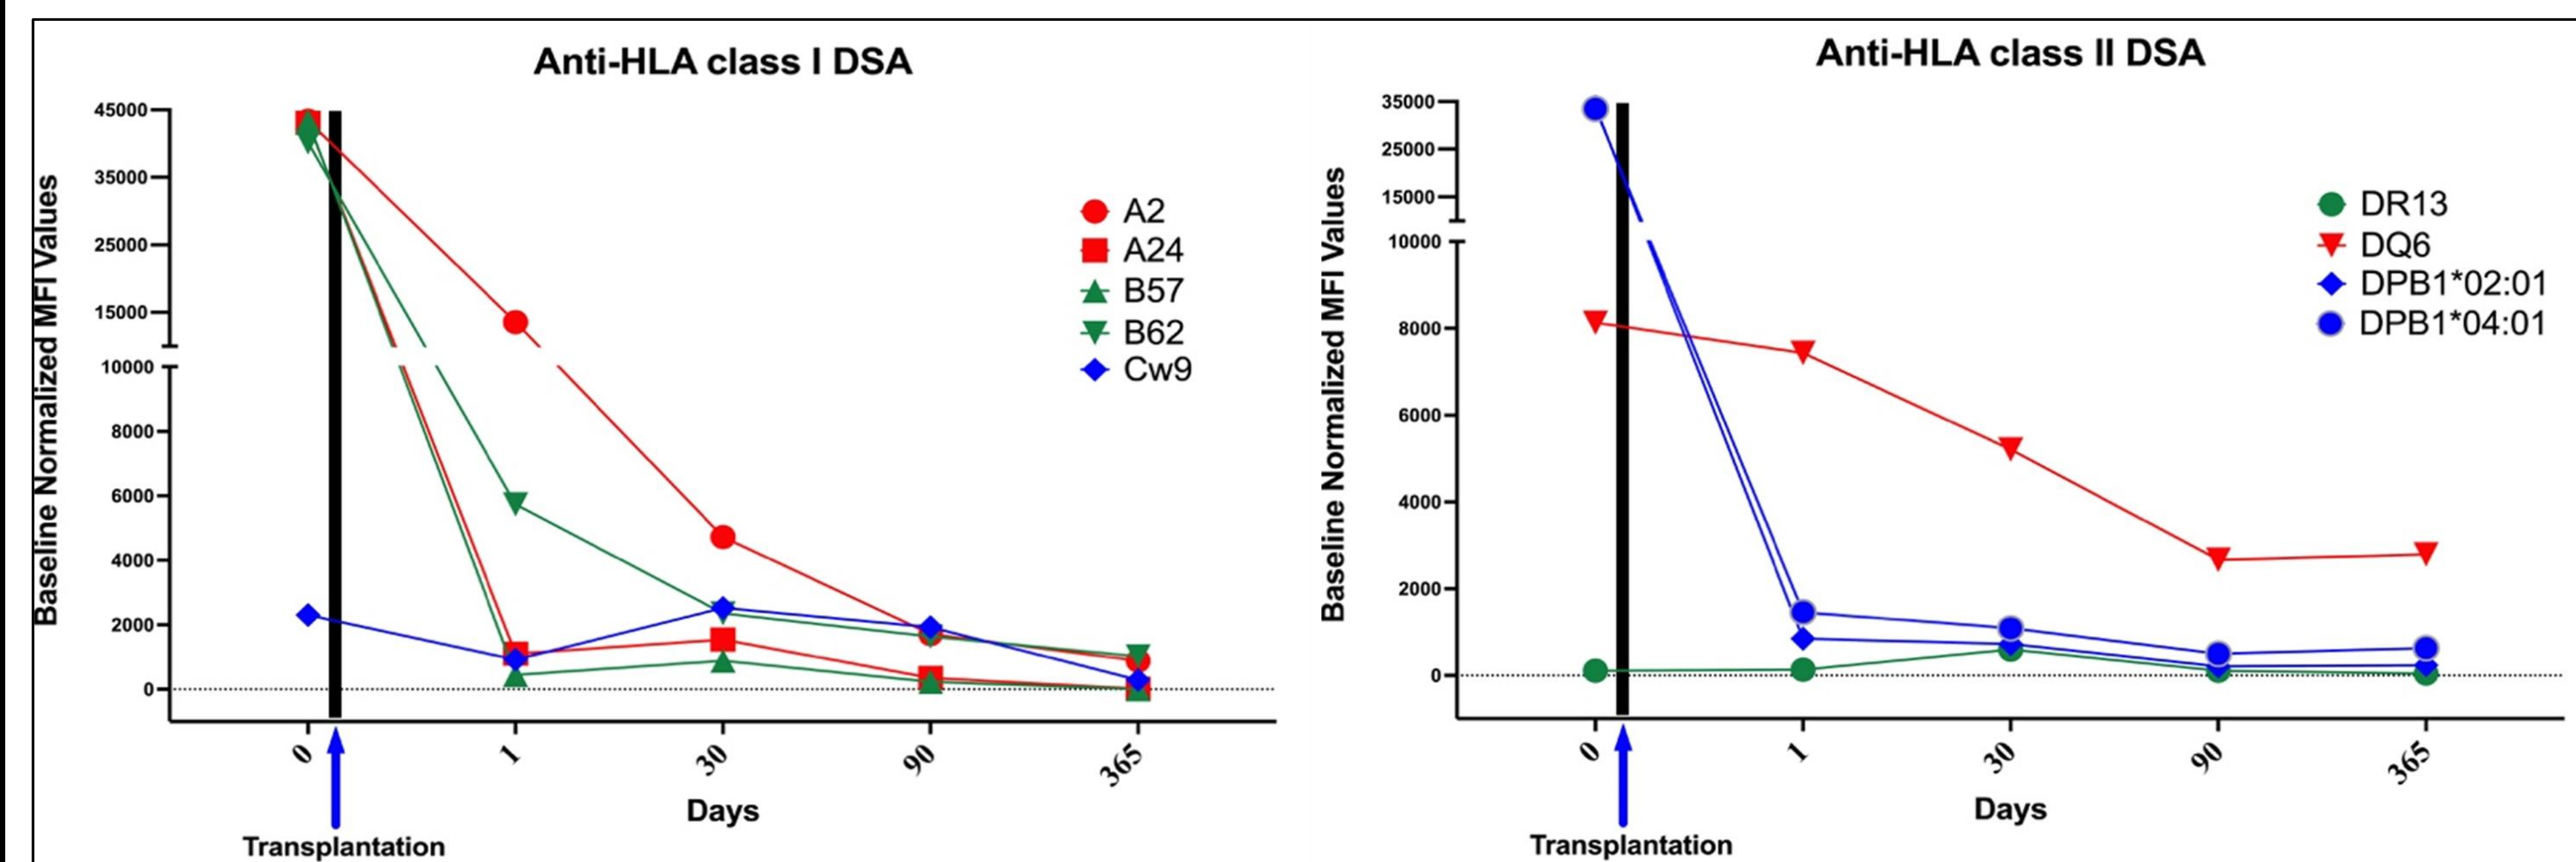 Anti-HLA class I DSA
Baseline Normalized MFI Values
45000
35000
25000
15000
10000
8000
6000
4000
2000
0
A2
A24
B57
B62
Cw9
0
1
30
90
365
Days
Transplantation
Anti-HLA class II DSA
Baseline Normalized MFI Values
35000
25000
15000
10000
8000
6000
4000
2000
0
DR13
DQ6
DPB1*02:01
DPB1*04:01
0
1
30
90
365
Days
Transplantation